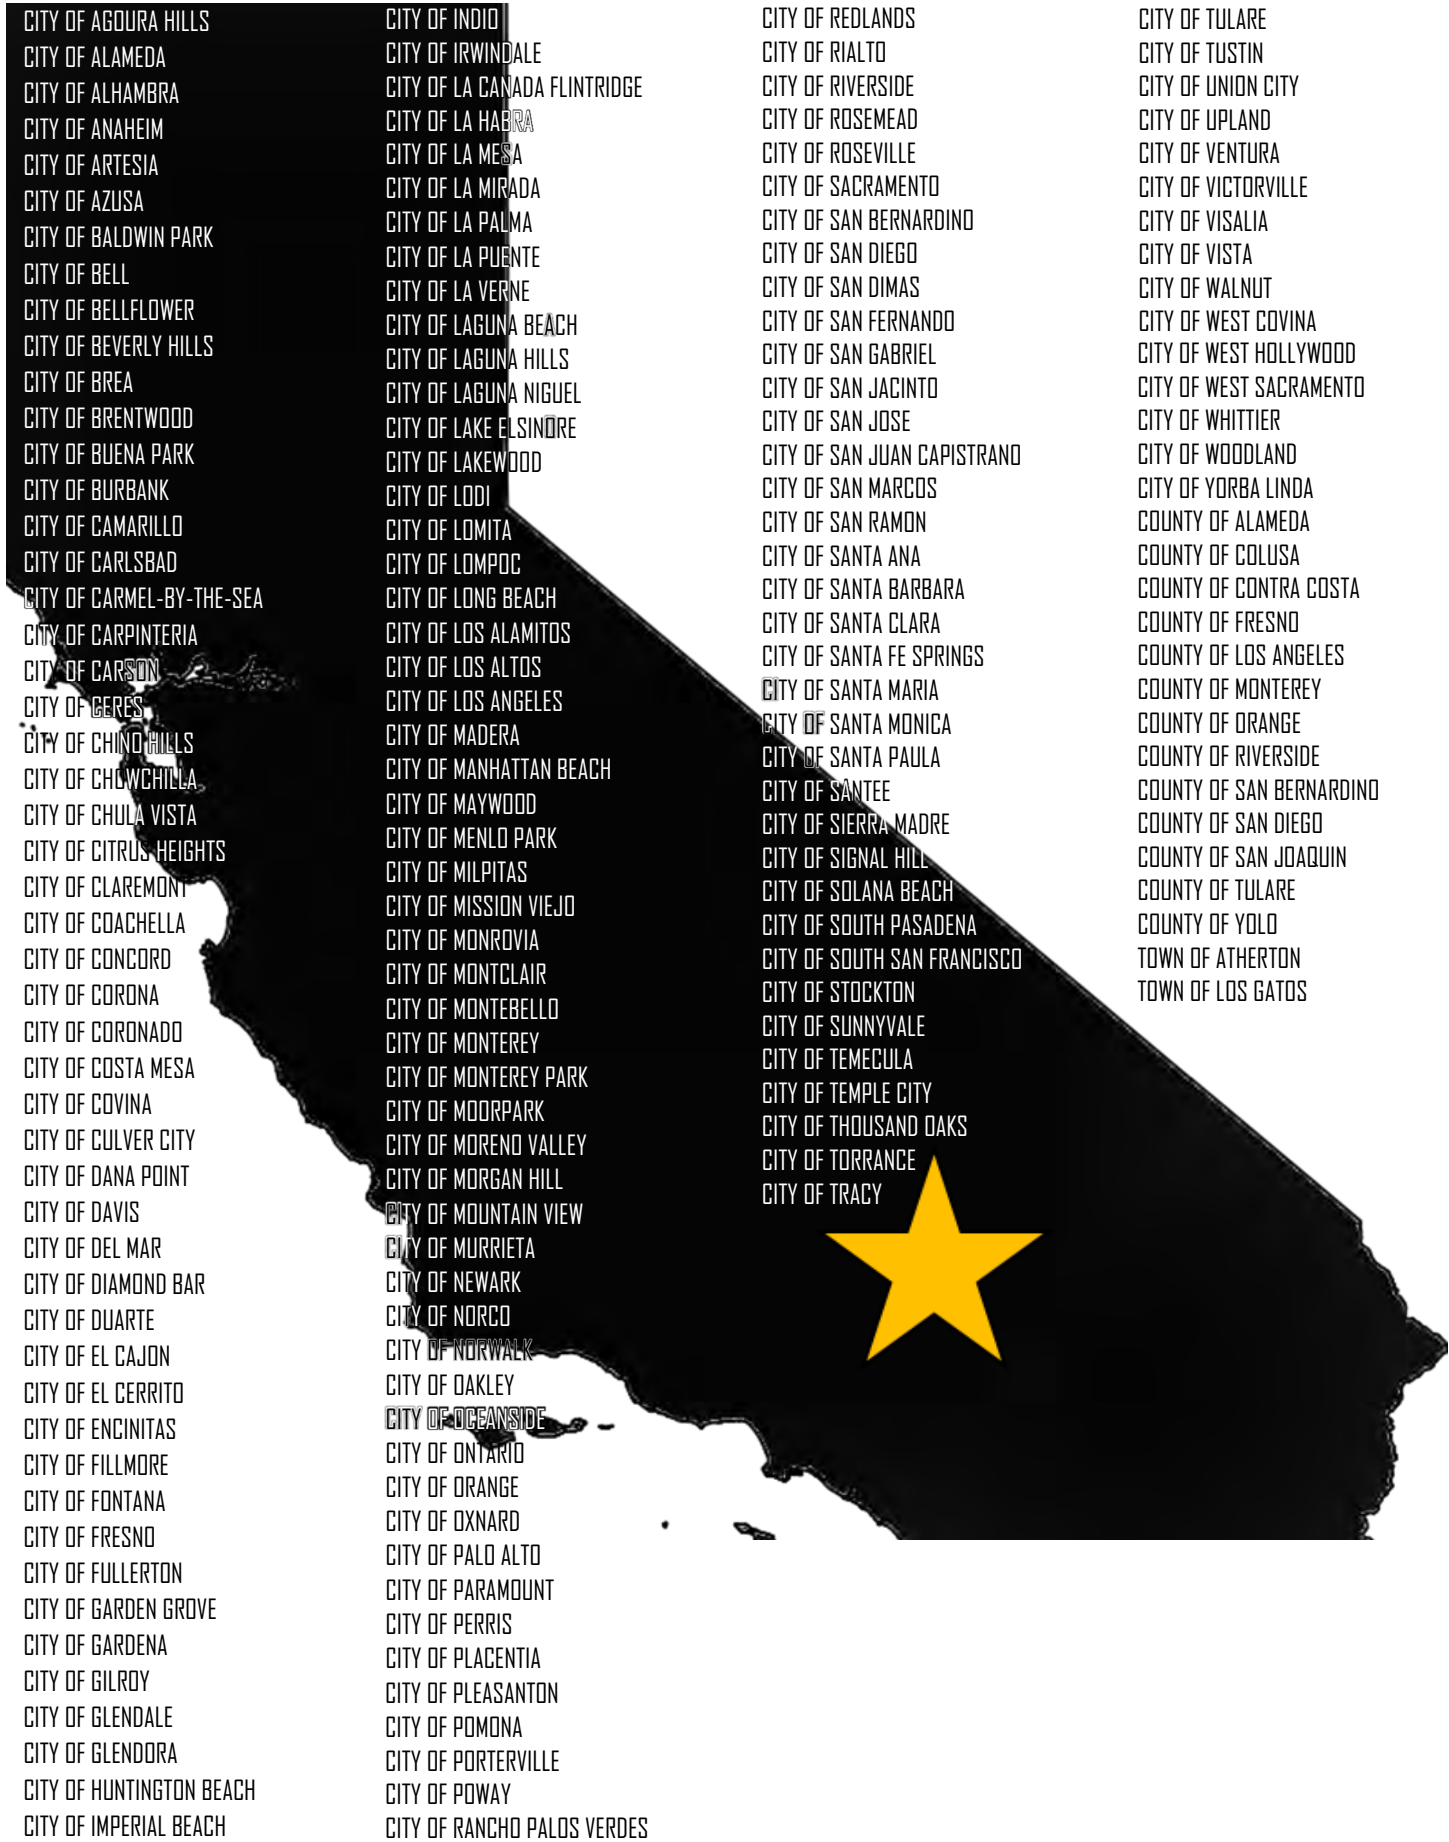 CITY OF AGOURA HILLS
CITY OF ALAMEDA
CITY OF ALHAMBRA
CITY OF ANAHEIM
CITY OF ARTESIA
CITY OF AZUSA
CITY OF BALDWIN PARK
CITY OF BELL
CITY OF BELLFLOWER
CITY OF BEVERLY HILLS
CITY OF BREA
CITY OF BRENTWOOD
CITY OF BUENA PARK
CITY OF BURBANK
CITY OF CAMARILLO
CITY OF CARLSBAD
CITY OF CARMEL-BY-THE-SEA
CITY OF CARPINTERIA
CITY OF CARSON
CITY OF CERES
CITY OF CHINO HILLS
CITY OF CHOWCHILLA
CITY OF CHULA VISTA
CITY OF CITRUS HEIGHTS
CITY OF CLAREMONT
CITY OF COACHELLA
CITY OF CONCORD
CITY OF CORONA
CITY OF CORONADO
CITY OF COSTA MESA
CITY OF COVINA
CITY OF CULVER CITY
CITY OF DANA POINT
CITY OF DAVIS
CITY OF DEL MAR
CITY OF DIAMOND BAR
CITY OF DUARTE
CITY OF EL CAJON
CITY OF EL CERRITO
CITY OF ENCINITAS
CITY OF FILLMORE
CITY OF FONTANA
CITY OF FRESNO
CITY OF FULLERTON
CITY OF GARDEN GROVE
CITY OF GARDENA
CITY OF GILROY
CITY OF GLENDALE
CITY OF GLENDORA
CITY OF HUNTINGTON BEACH
CITY OF IMPERIAL BEACH
CITY OF INDIO
CITY OF IRWINDALE
CITY OF LA CANADA FLINTRIDGE
CITY OF LA HABRA
CITY OF LA MESA
CITY OF LA MIRADA
CITY OF LA PALMA
CITY OF LA PUENTE
CITY OF LA VERNE
CITY OF LAGUNA BEACH
CITY OF LAGUNA HILLS
CITY OF LAGUNA NIGUEL
CITY OF LAKE ELSINORE
CITY OF LAKEWOOD
CITY OF LODI
CITY OF LOMITA
CITY OF LOMPOC
CITY OF LONG BEACH
CITY OF LOS ALAMITOS
CITY OF LOS ALTOS
CITY OF LOS ANGELES
CITY OF MADERA
CITY OF MANHATTAN BEACH
CITY OF MAYWOOD
CITY OF MENLO PARK
CITY OF MILPITAS
CITY OF MISSION VIEJO
CITY OF MONROVIA
CITY OF MONTCLAIR
CITY OF MONTEBELLO
CITY OF MONTEREY
CITY OF MONTEREY PARK
CITY OF MOORPARK
CITY OF MORENO VALLEY
CITY OF MORGAN HILL
CITY OF MOUNTAIN VIEW
CITY OF MURRIETA
CITY OF NEWARK
CITY OF NORCO
CITY OF NORWALK
CITY OF OAKLEY
CITY OF OCEANSIDE
CITY OF ONTARIO
CITY OF ORANGE
CITY OF OXNARD
CITY OF PALO ALTO
CITY OF PARAMOUNT
CITY OF PERRIS
CITY OF PLACENTIA
CITY OF PLEASANTON
CITY OF POMONA
CITY OF PORTERVILLE
CITY OF POWAY
CITY OF RANCHO PALOS VERDES
CITY OF REDLANDS
CITY OF RIALTO
CITY OF RIVERSIDE
CITY OF ROSEMEAD
CITY OF ROSEVILLE
CITY OF SACRAMENTO
CITY OF SAN BERNARDINO
CITY OF SAN DIEGO
CITY OF SAN DIMAS
CITY OF SAN FERNANDO
CITY OF SAN GABRIEL
CITY OF SAN JACINTO
CITY OF SAN JOSE
CITY OF SAN JUAN CAPISTRANO
CITY OF SAN MARCOS
CITY OF SAN RAMON
CITY OF SANTA ANA
CITY OF SANTA BARBARA
CITY OF SANTA CLARA
CITY OF SANTA FE SPRINGS
CITY OF SANTA MARIA
CITY OF SANTA MONICA
CITY OF SANTA PAULA
CITY OF SANTEE
CITY OF SIERRA MADRE
CITY OF SIGNAL HILL
CITY OF SOLANA BEACH
CITY OF SOUTH PASADENA
CITY OF SOUTH SAN FRANCISCO
CITY OF STOCKTON
CITY OF SUNNYVALE
CITY OF TEMECULA
CITY OF TEMPLE CITY
CITY OF THOUSAND OAKS
CITY OF TORRANCE
CITY OF TRACY
CITY OF TULARE
CITY OF TUSTIN
CITY OF UNION CITY
CITY OF UPLAND
CITY OF VENTURA
CITY OF VICTORVILLE
CITY OF VISALIA
CITY OF VISTA
CITY OF WALNUT
CITY OF WEST COVINA
CITY OF WEST HOLLYWOOD
CITY OF WEST SACRAMENTO
CITY OF WHITTIER
CITY OF WOODLAND
CITY OF YORBA LINDA
COUNTY OF ALAMEDA
COUNTY OF COLUSA
COUNTY OF CONTRA COSTA
COUNTY OF FRESNO
COUNTY OF LOS ANGELES
COUNTY OF MONTEREY
COUNTY OF ORANGE
COUNTY OF RIVERSIDE
COUNTY OF SAN BERNARDINO
COUNTY OF SAN DIEGO
COUNTY OF SAN JOAQUIN
COUNTY OF TULARE
COUNTY OF YOLO
TOWN OF ATHERTON
TOWN OF LOS GATOS